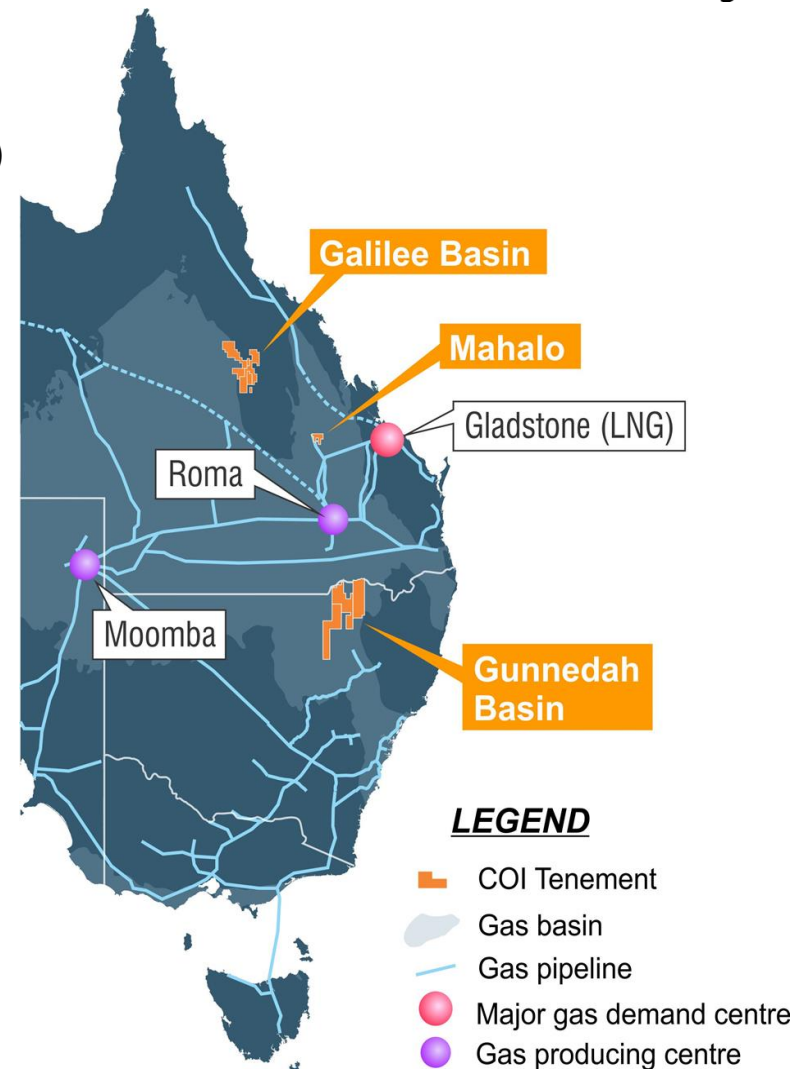 Galilee Basin
Mahalo
Gladstone (LNG)
Roma
Moomba
Gunnedah
Basin
LEGEND
COI Tenement
Gas basin
Gas pipeline
Major gas demand centre
Gas producing centre